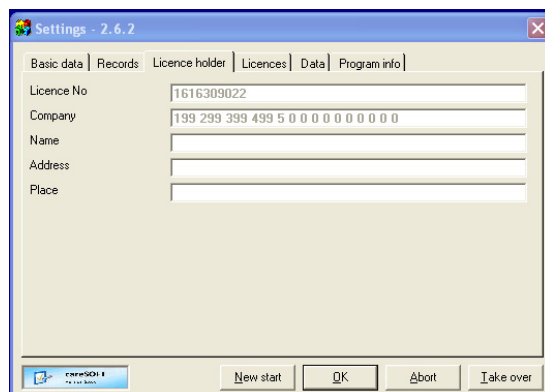 Settings - 2.6.2
Basic data Records Licence holder Licences Data Program info
Licence No 1616309022
Company 199 299 399 499 5 0 0 0 0 0 0 0 0 0 0
Name
Address
Place
careSOFT
New start OK Abort Take over